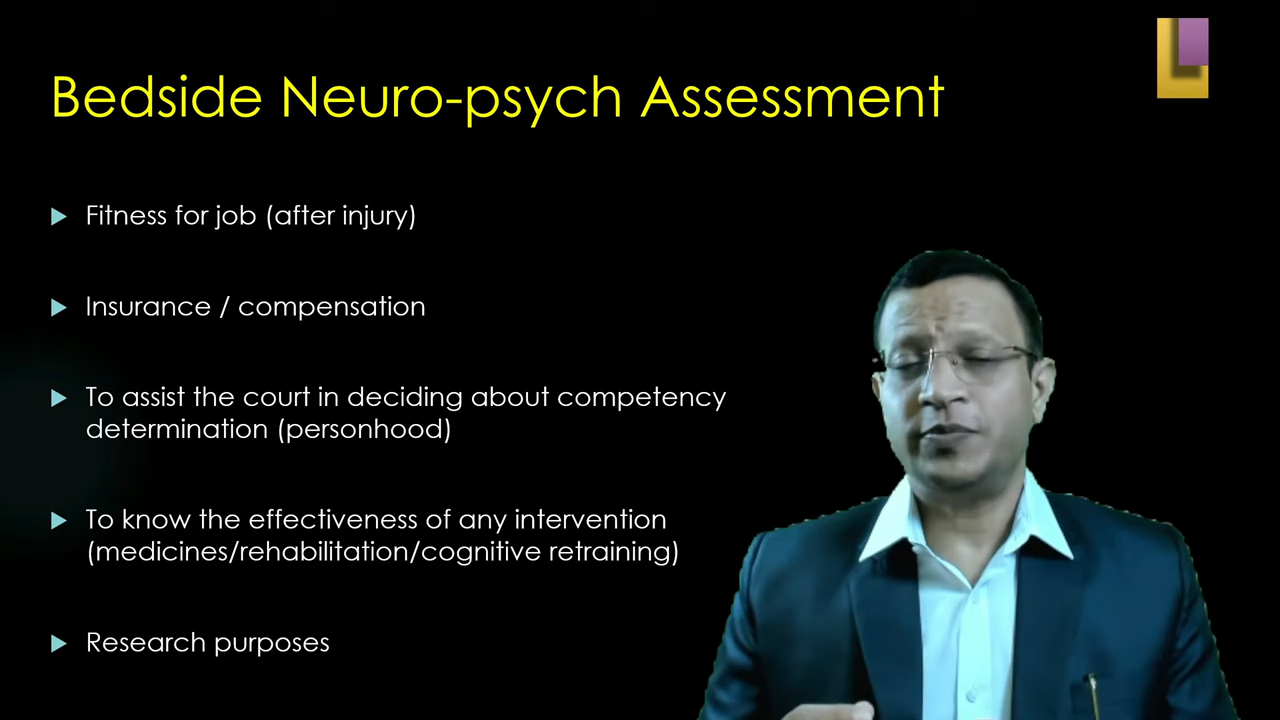 Bedside Neuro-psych Assessment
Fitness for job (after injury)
Insurance / compensation
To assist the court in deciding about competency
determination (personhood)
To know the effectiveness of any intervention
(medicines/rehabilitation/cognitive retraining)
Research purposes